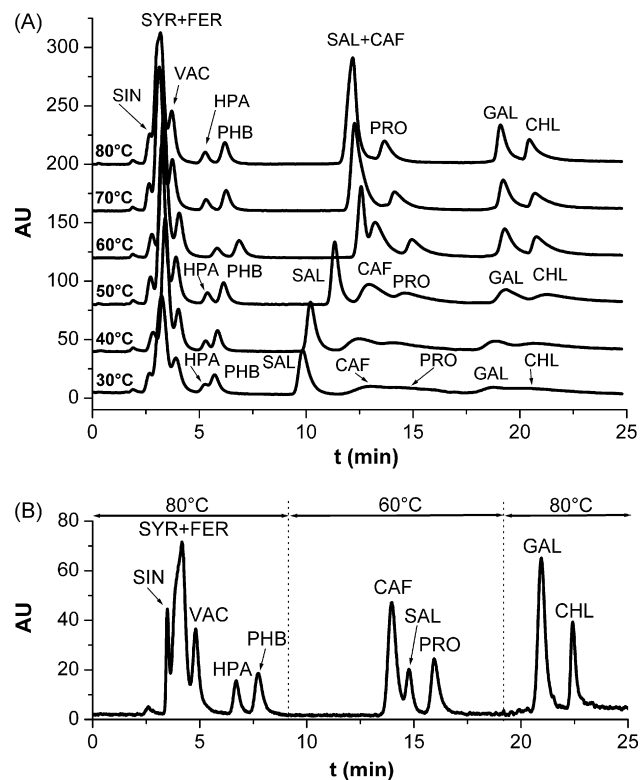 (A)
SYR+FER
SAL+CAF
SIN
VAC
HPA
PHB
PRO
GAL
CHL
AU
300
250
200
150
100
50
0
80°C
70°C
60°C
50°C
40°C
30°C
HPA
PHB
SAL
CAF
PRO
GAL
CHL
HPA
PHB
SAL
CAF
PRO
GAL
CHL
0 5 10 15 20 25
t (min)
(B)
80°C 60°C 80°C
SYR+FER
SIN
VAC
HPA
PHB
CAF
SAL
PRO
GAL
CHL
AU
80
60
40
20
0
0 5 10 15 20 25
t (min)